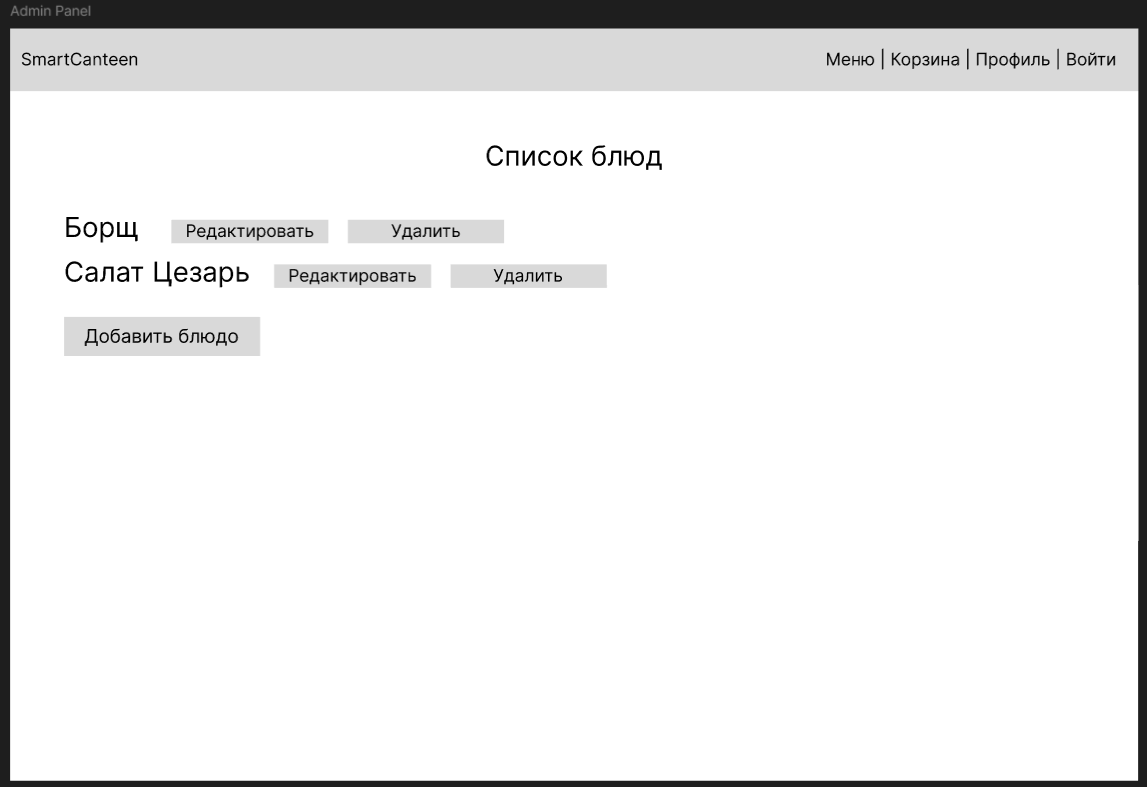 Admin Panel
SmartCanteen Меню | Корзина | Профиль | Войти
Список блюд
Борщ Редактировать Удалить
Салат Цезарь Редактировать Удалить
Добавить блюдо